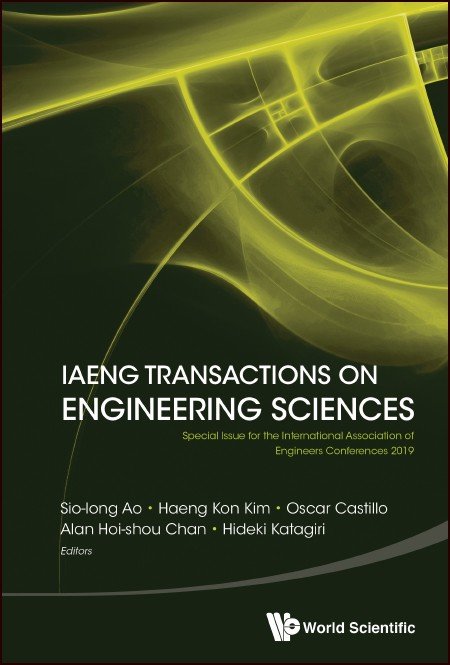 IAENG TRANSACTIONS ON
ENGINEERING SCIENCES
Special Issue for the International Association of
Engineers Conferences 2019
Sio-Iong Ao • Haeng Kon Kim • Oscar Castillo
Alan Hoi-shou Chan • Hideki Katagiri
Editors
World Scientific